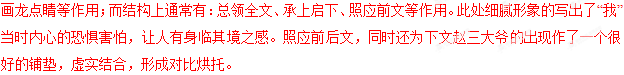 画龙点睛等作用；而结构上通常有：总领全文、承上启下、照应前文等作用。此处细腻形象的写出了“我”
当时内心的恐惧害怕，让人有身临其境之感。照应前后文，同时还为下文赵三大爷的出现作了一个很
好的铺垫，虚实结合，形成对比烘托。